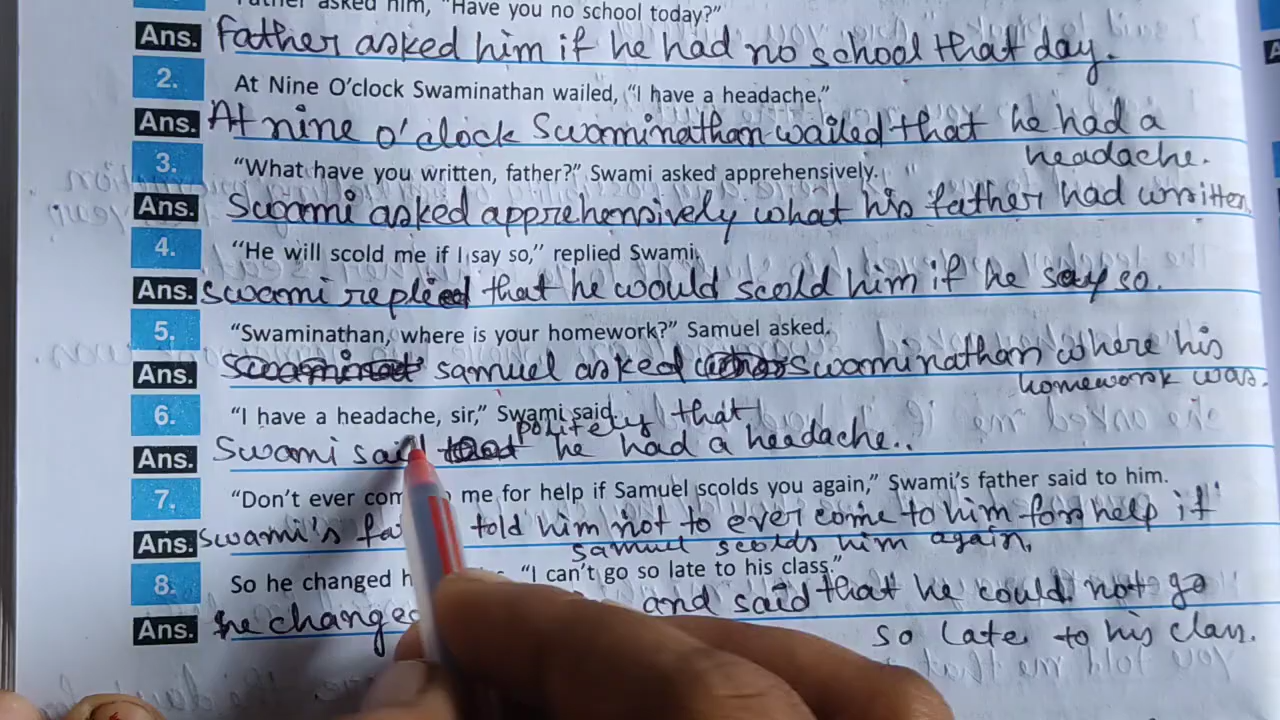 Father asked him, "Have you no school today?"
Ans. Father asked him if he had no school that day.
2. At Nine O'clock Swaminathan wailed, "I have a headache."
Ans. At nine o'clock Swaminathan wailed that he had a
headache.
3. "What have you written, father?" Swami asked apprehensively.
Ans. Swami asked apprehensively what his father had written.
4. "He will scold me if I say so," replied Swami.
Ans. Swami replied that he would scold him if he say so.
5. "Swaminathan, where is your homework?" Samuel asked.
Ans. samuel asked swaminathan where his
homework was.
6. "I have a headache, sir," Swami said.
politely that
Ans. Swami said he had a headache..
7. "Don't ever me for help if Samuel scolds you again," Swami's father said to him.
Ans. Swami's told him not to ever come to him for help if
samuel scolds him again.
8. So he changed "I can't go so late to his class."
Ans. he changed and said that he could not go
so late to his class.